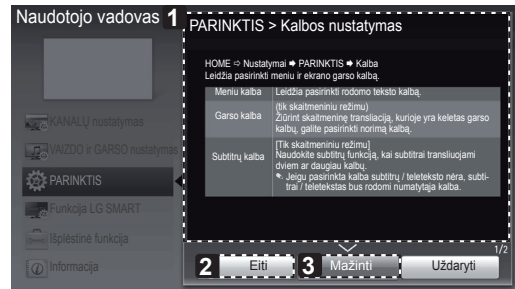 Naudotojo vadovas 1
PARINKTIS > Kalbos nustatymas
HOME ⇨ Nustatymai ➡ PARINKTIS ➡ Kalba
Leidžia pasirinkti meniu ir ekrano garso kalbą.
Meniu kalba Leidžia pasirinkti rodomo teksto kalbą.
Garso kalba
(tik skaitmeniniu režimu)
Žiūrint skaitmeninę transliaciją, kurioje yra keletas garso
kalbų, galite pasirinkti norimą kalbą.
Subtitrų kalba
[Tik skaitmeniniu režimu]
Naudokite subtitrų funkciją, kai subtitrai transliuojami
dviem ar daugiau kalbų.
Jeigu pasirinkta kalba subtitrų / teleteksto nėra, subti-
trai / teletekstas bus rodomi numatytąja kalba.
KANALŲ nustatymas
VAIZDO ir GARSO nustatymas
PARINKTIS
Funkcija LG SMART
Išplėstinė funkcija
Informacija
1/2
2 Eiti
3 Mažinti
Uždaryti